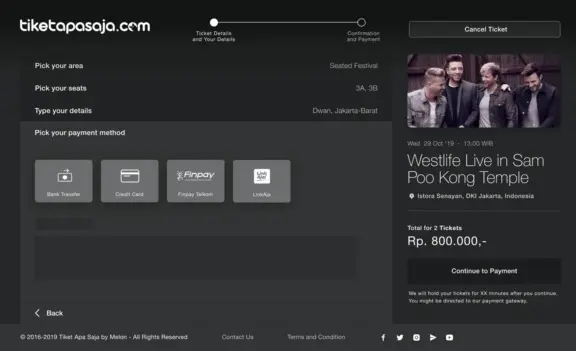 tiketapasaja.com
Ticket Details
and Your Details
Confirmation
and Payment
Cancel Ticket
Pick your area
Seated Festival
Pick your seats
3A, 3B
Type your details
Dwan, Jakarta-Barat
Pick your payment method
Bank Transfer
Credit Card
Finpay
Finpay Telkom
Link Aja!
LinkAja
Back
Wed, 28 Oct '19 - 13.00 WIB
Westlife Live in Sam
Poo Kong Temple
Istora Senayan, DKI Jakarta, Indonesia
Total for 2 Tickets
Rp. 800.000,-
Continue to Payment
We will hold your tickets for XX minutes after you continue.
You might be directed to our payment gateway.
© 2016-2019 Tiket Apa Saja by Melon - All Rights Reserved
Contact Us
Terms and Condition